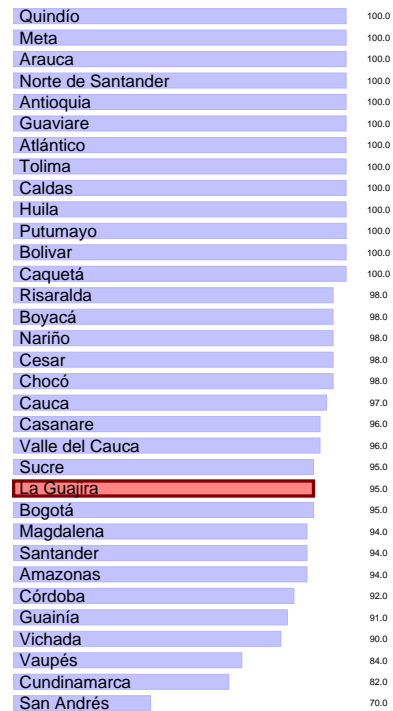 Quindío 100.0
Meta 100.0
Arauca 100.0
Norte de Santander 100.0
Antioquia 100.0
Guaviare 100.0
Atlántico 100.0
Tolima 100.0
Caldas 100.0
Huila 100.0
Putumayo 100.0
Bolivar 100.0
Caquetá 100.0
Risaralda 98.0
Boyacá 98.0
Nariño 98.0
Cesar 98.0
Chocó 98.0
Cauca 97.0
Casanare 96.0
Valle del Cauca 96.0
Sucre 95.0
La Guajira 95.0
Bogotá 95.0
Magdalena 94.0
Santander 94.0
Amazonas 94.0
Córdoba 92.0
Guainía 91.0
Vichada 90.0
Vaupés 84.0
Cundinamarca 82.0
San Andrés 70.0